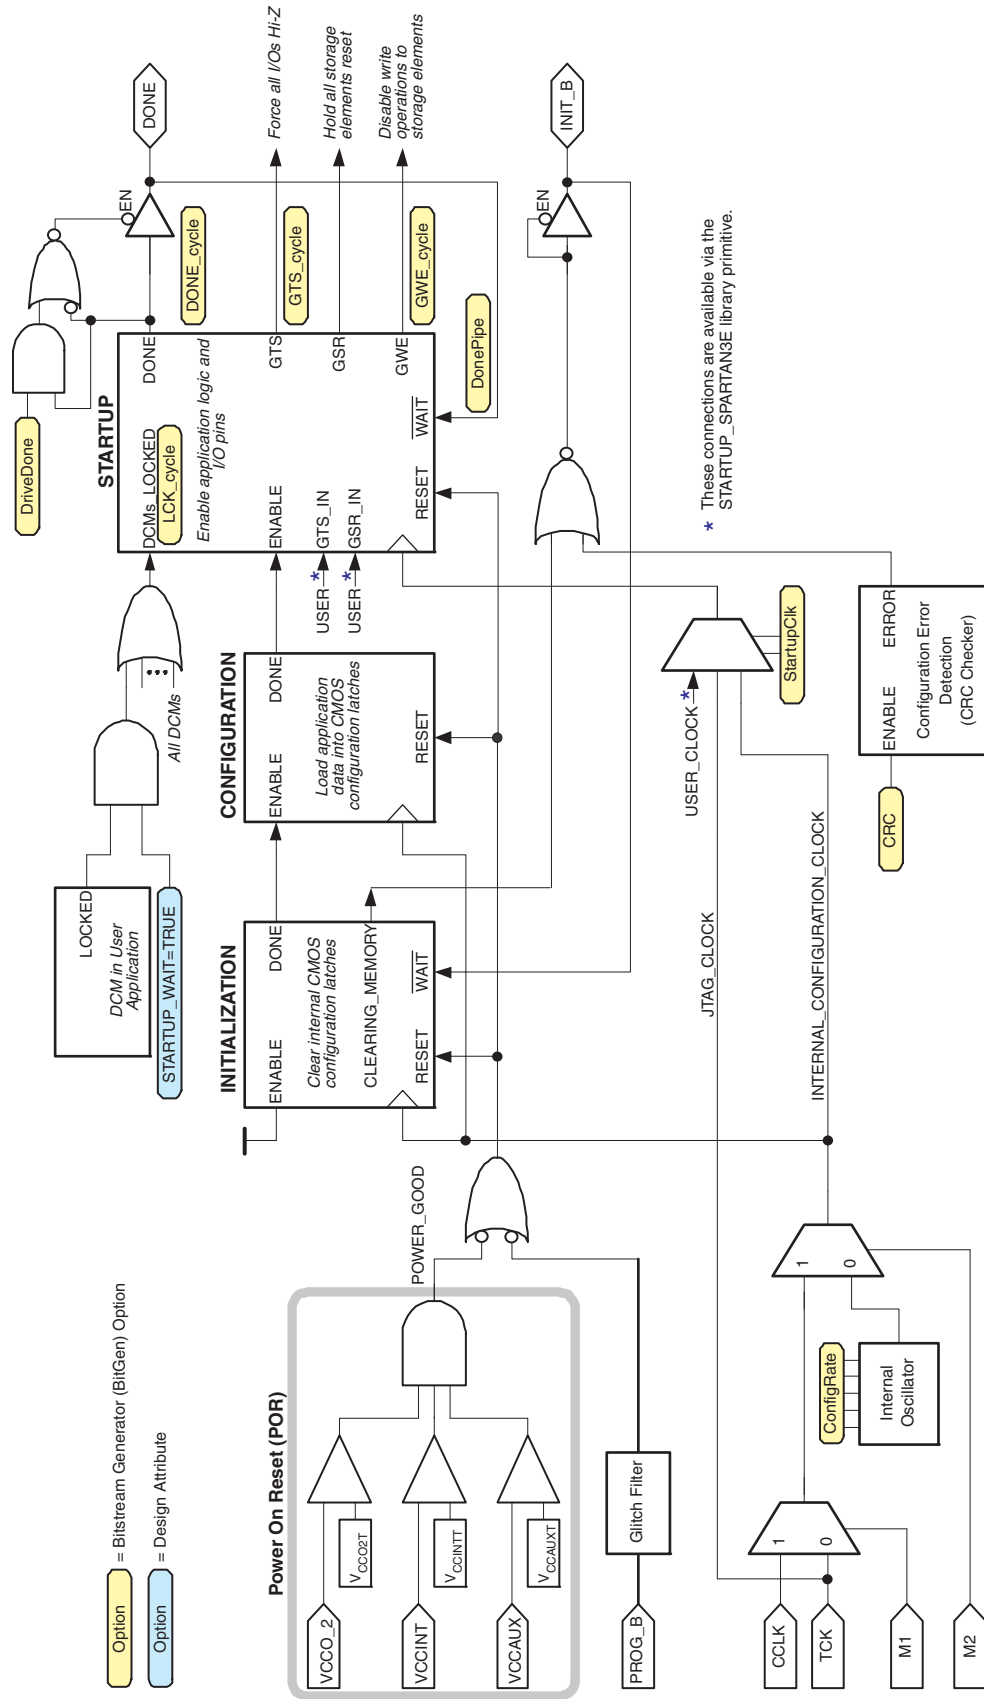 Option
= Bitstream Generator (BitGen) Option
Option
= Design Attribute
Power On Reset (POR)
VCCO_2
VCCO2T
VCCINT
VCCINTT
VCCAUX
VCCAUXT
POWER_GOOD
PROG_B
Glitch Filter
CCLK
TCK
M1
M2
1
0
ConfigRate
Internal
Oscillator
1
0
LOCKED
DCM in User
Application
STARTUP_WAIT=TRUE
All DCMs
INITIALIZATION
ENABLE
DONE
Clear internal CMOS
configuration latches
CLEARING_MEMORY
RESET
WAIT
CONFIGURATION
ENABLE
DONE
Load application
data into CMOS
configuration latches
RESET
STARTUP
DCMs_LOCKED
LCK_cycle
DONE
Enable application logic and
I/O pins
ENABLE
GTS
USER
*
GTS_IN
USER
*
GSR_IN
GSR
GWE
RESET
WAIT
DriveDone
EN
DONE
DONE_cycle
GTS_cycle
GWE_cycle
DonePipe
Force all I/Os Hi-Z
Hold all storage
elements reset
Disable write
operations to
storage elements
EN
INIT_B
* These connections are available via the
STARTUP_SPARTAN3E library primitive.
USER_CLOCK
*
JTAG_CLOCK
StartupClk
INTERNAL_CONFIGURATION_CLOCK
CRC
ENABLE
ERROR
Configuration Error
Detection
(CRC Checker)